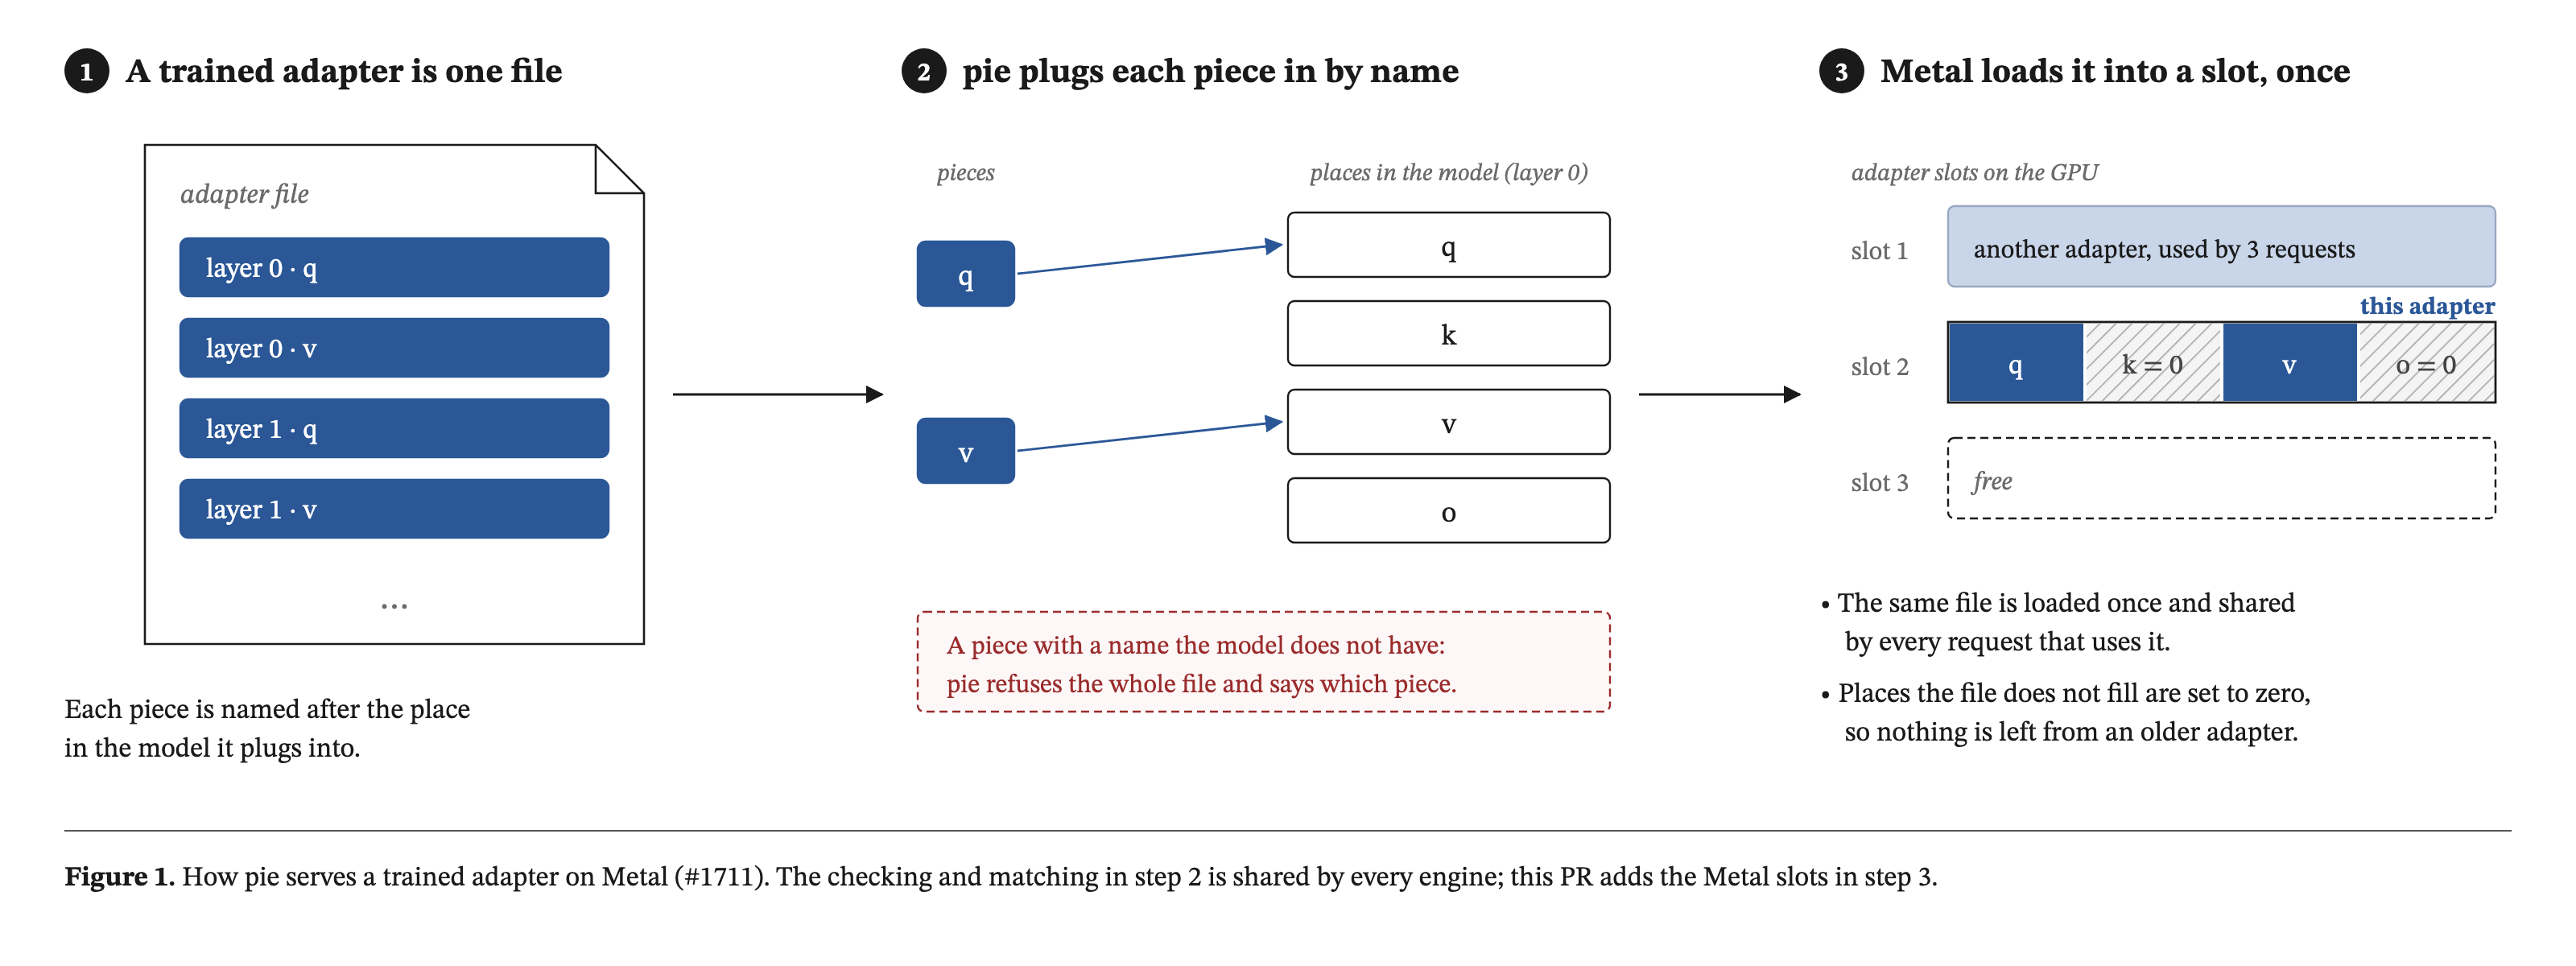 1 A trained adapter is one file
adapter file
layer 0 · q
layer 0 · v
layer 1 · q
layer 1 · v
...
Each piece is named after the place
in the model it plugs into.
2 pie plugs each piece in by name
pieces
places in the model (layer 0)
q
v
q
k
v
o
A piece with a name the model does not have:
pie refuses the whole file and says which piece.
3 Metal loads it into a slot, once
adapter slots on the GPU
slot 1
another adapter, used by 3 requests
this adapter
slot 2
q
k = 0
v
o = 0
slot 3
free
• The same file is loaded once and shared
by every request that uses it.
• Places the file does not fill are set to zero,
so nothing is left from an older adapter.
Figure 1. How pie serves a trained adapter on Metal (#1711). The checking and matching in step 2 is shared by every engine; this PR adds the Metal slots in step 3.